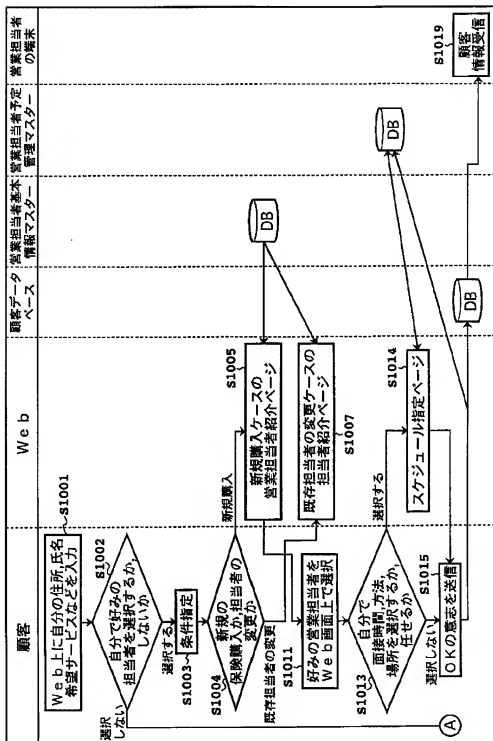 顧客
Web
顧客データ
ベース
営業担当者基本
情報マスター
営業担当者予定
管理マスター
営業担当者
の端末
Web上に自分の住所,氏名
希望サービスなどを入力
S1001
自分で好みの
担当者を選択するか,
しないか
S1002
選択しない
選択する
条件指定
S1003
新規の
保険購入か,担当者の
変更か
S1004
新規購入
既存担当者の変更
新規購入ケースの
営業担当者紹介ページ
S1005
DB
既存担当者の変更ケースの
担当者紹介ページ
S1007
好みの営業担当者を
Web画面上で選択
S1011
自分で
面接時間,方法,
場所を選択するか,
任せるか
S1013
選択する
選択しない
スケジュール指定ページ
S1014
DB
OKの意志を送信
S1015
DB
顧客
情報受信
S1019
A